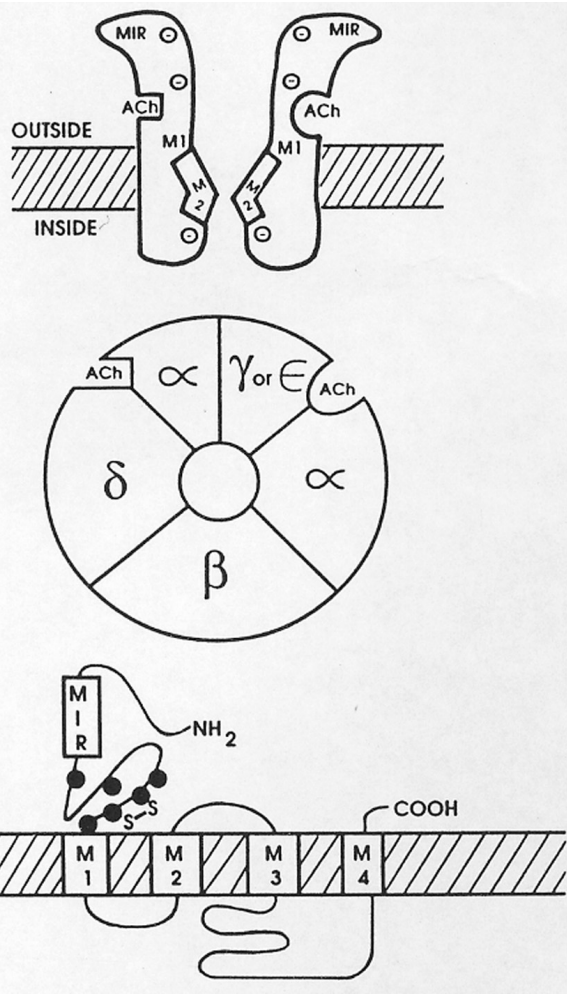 MIR - - MIR
- -
ACh ACh
OUTSIDE
M1 M1
M
2
M
2
INSIDE
- -
ACh
∝
γ or ∈
ACh
δ
∝
β
M
I
R
NH2
S-S
COOH
M
1
M
2
M
3
M
4